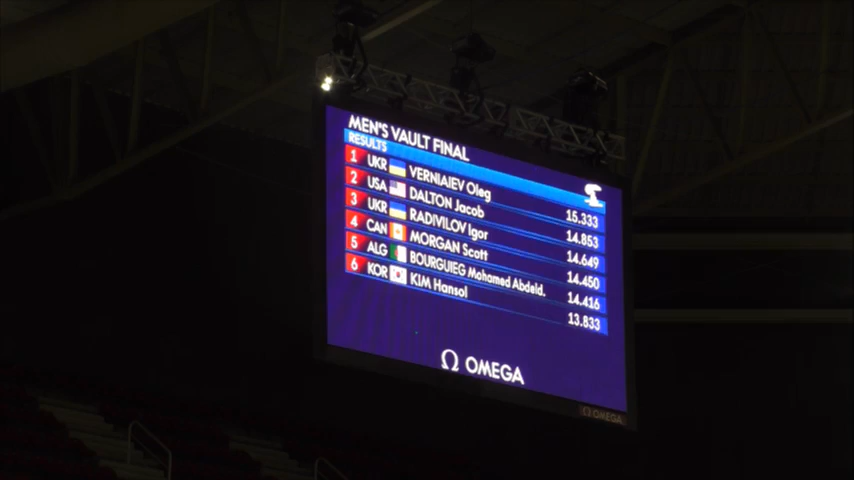 MEN'S VAULT FINAL
RESULTS
1 UKR VERNIAIEV Oleg 15.333
2 USA DALTON Jacob 14.853
3 UKR RADIVILOV Igor 14.649
4 CAN MORGAN Scott 14.450
5 ALG BOURGUIEG Mohamed Abdeld. 14.416
6 KOR KIM Hansol 13.833
Ω OMEGA
Ω OMEGA